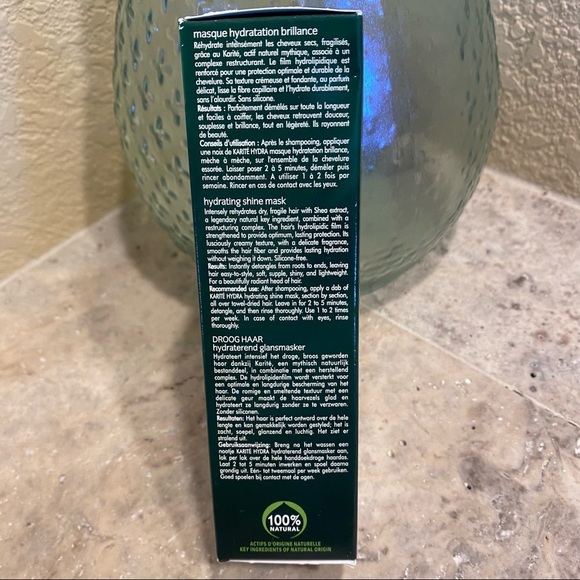 masque hydratation brillance
Réhydrate intensément les cheveux secs, fragilisés,
grâce au Karité, actif naturel mythique, associé à un
complexe restructurant. Le film hydrolipidique est
renforcé pour une protection optimale et durable de la
chevelure. Sa texture crémeuse et fondante, au parfum
délicat, lisse la fibre capillaire et l'hydrate durablement,
sans l'alourdir. Sans silicone.
Résultats : Parfaitement démêlés sur toute la longueur
et faciles à coiffer, les cheveux retrouvent douceur,
souplesse et brillance, tout en légèreté. Ils rayonnent
de beauté.
Conseils d'utilisation : Après le shampooing, appliquer
une noix de KARITÉ HYDRA masque hydratation brillance,
mèche à mèche, sur l'ensemble de la chevelure
essorée. Laisser poser 2 à 5 minutes, démêler puis
rincer abondamment. A utiliser 1 à 2 fois par
semaine. Rincer en cas de contact avec les yeux.
hydrating shine mask
Intensely rehydrates dry, fragile hair with Shea extract,
a legendary natural key ingredient, combined with a
restructuring complex. The hair's hydrolipidic film is
strengthened to provide optimum, lasting protection. Its
lusciously creamy texture, with a delicate fragrance,
smooths the hair fiber and provides lasting hydration
without weighing it down. Silicone-free.
Results: Instantly detangles from roots to ends, leaving
hair easy-to-style, soft, supple, shiny, and lightweight.
For a beautifully radiant head of hair.
Recommended use: After shampooing, apply a dab of
KARITÉ HYDRA hydrating shine mask, section by section,
all over towel-dried hair. Leave in for 2 to 5 minutes,
detangle, and then rinse thoroughly. Use 1 to 2 times
per week. In case of contact with eyes, rinse
thoroughly.
DROOG HAAR
hydraterend glansmasker
Hydrateert intensief het droge, broos geworden
haar dankzij Karité, een mythisch natuurlijk
bestanddeel, in combinatie met een herstellend
complex. De hydrolipidenfilm wordt versterkt voor
een optimale en langdurige bescherming van het
haar. De romige en smeltende textuur met een
delicate geur maakt de haarvezels glad en
hydrateert ze langdurig zonder ze te verzwaren.
Zonder siliconen.
Resultaten: Het haar is perfect ontward over de hele
lengte en kan gemakkelijk worden gestyled; het is
zacht, soepel, glanzend en luchtig. Het ziet er
stralend uit.
Gebruiksaanwijzing: Breng na het wassen een
nootje KARITÉ HYDRA hydraterend glansmasker aan,
lok per lok over de hele handdoekdroge haardos.
Laat 2 tot 5 minuten inwerken en spoel daarna
grondig uit. Eén- tot tweemaal per week gebruiken.
Goed spoelen bij contact met de ogen.
100%
NATURAL
ACTIFS D'ORIGINE NATURELLE
KEY INGREDIENTS OF NATURAL ORIGIN